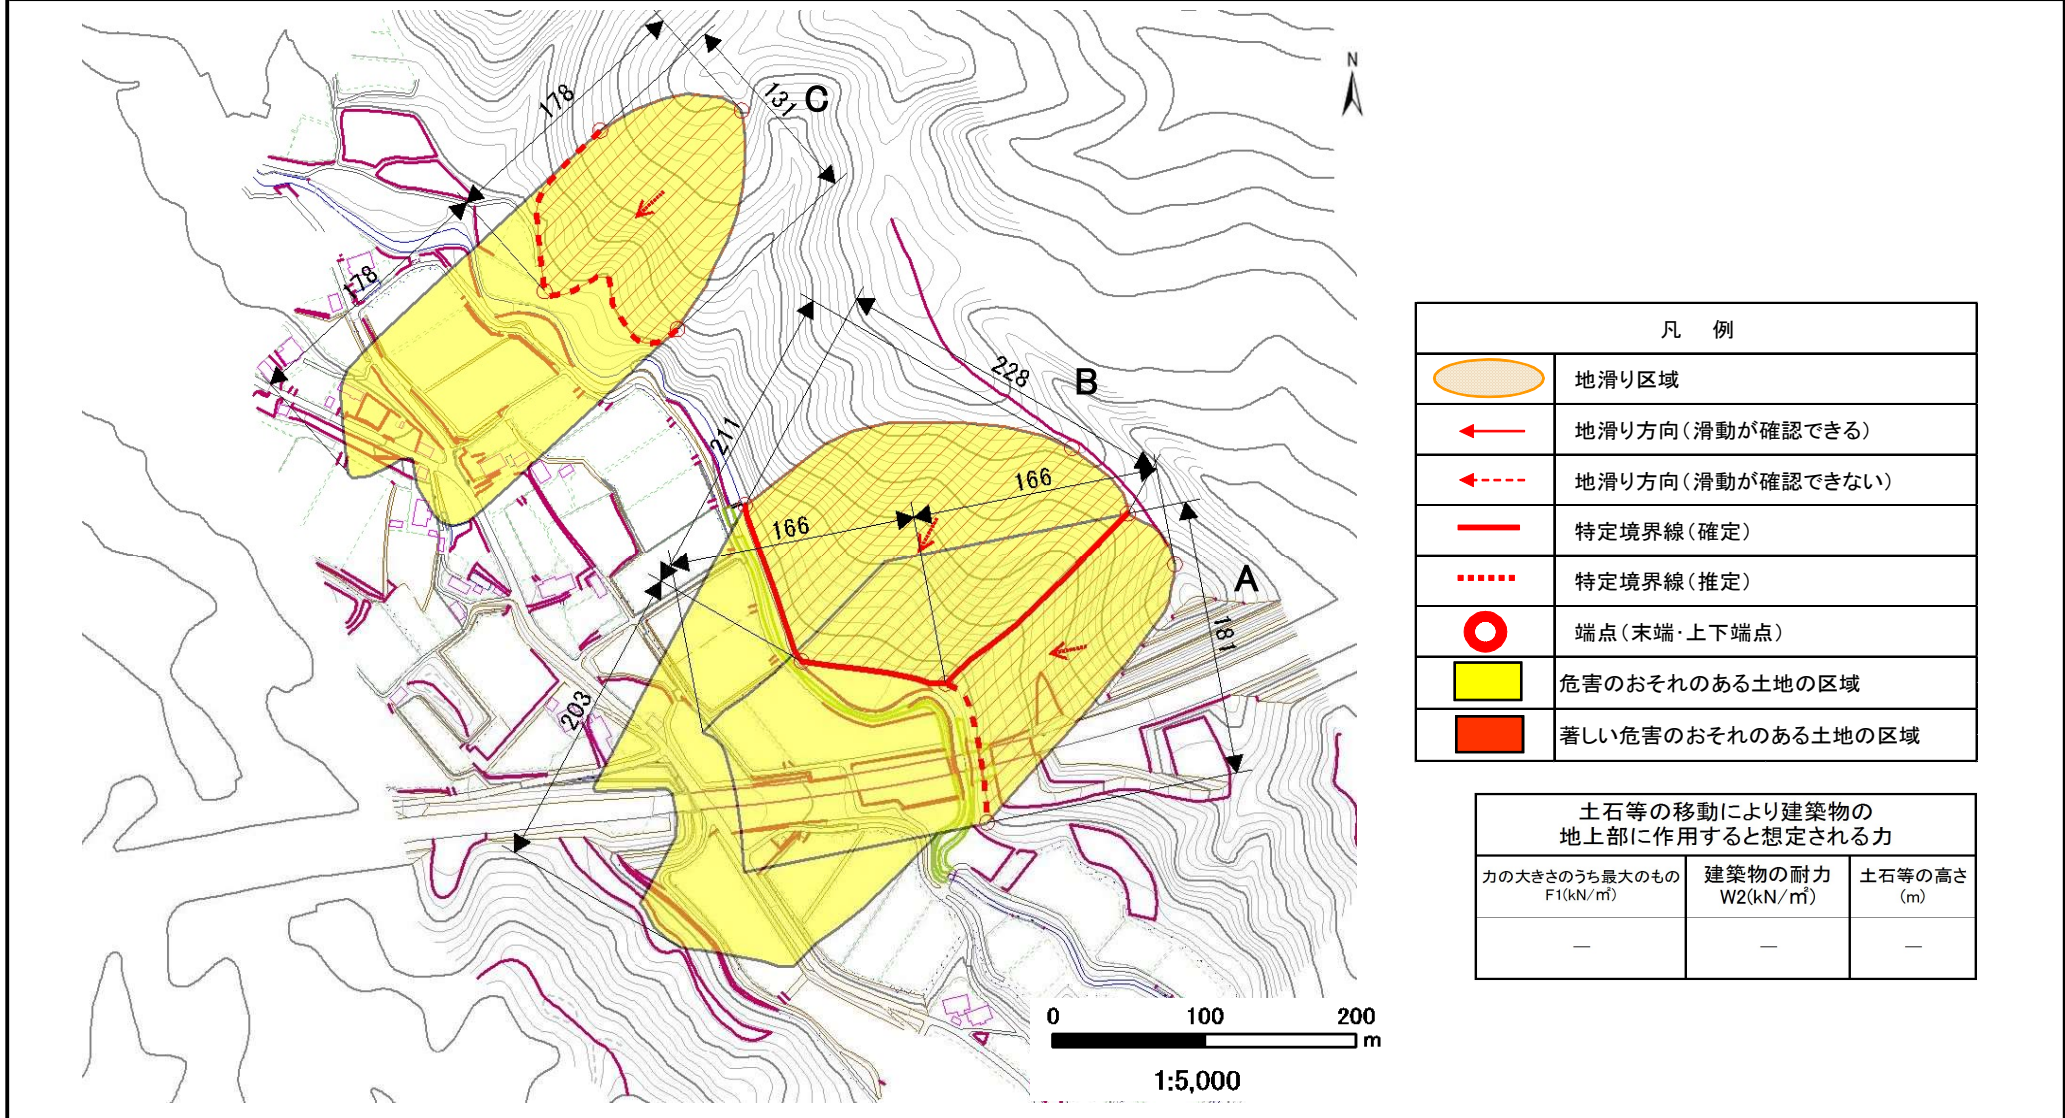 N
178
131
C
178
228
B
211
166
166
A
181
203
0 100 200
m
1:5,000
凡 例
地滑り区域
地滑り方向(滑動が確認できる)
地滑り方向(滑動が確認できない)
特定境界線(確定)
特定境界線(推定)
端点(末端・上下端点)
危害のおそれのある土地の区域
著しい危害のおそれのある土地の区域
土石等の移動により建築物の
地上部に作用すると想定される力
力の大きさのうち最大のもの
F1(kN/㎡)
建築物の耐力
W2(kN/㎡)
土石等の高さ
(m)
― ― ―